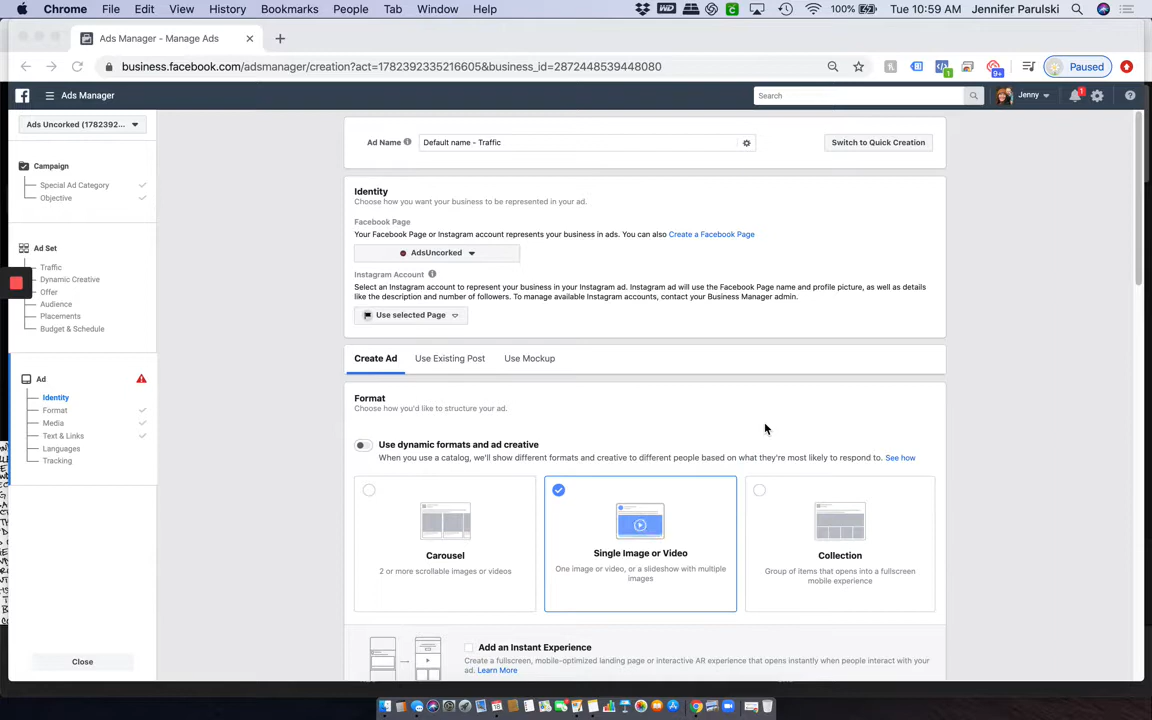 Chrome File Edit View History Bookmarks People Tab Window Help 100% Tue 10:59 AM Jennifer Parulski
Ads Manager - Manage Ads
business.facebook.com/adsmanager/creation?act=1782392335216605&business_id=2872448539448080
1 9+ Paused
Ads Manager Search Jenny 1
Ads Uncorked (1782392...
Campaign
Special Ad Category
Objective
Ad Set
Traffic
Dynamic Creative
Offer
Audience
Placements
Budget & Schedule
Ad
Identity
Format
Media
Text & Links
Languages
Tracking
Close
Ad Name Default name - Traffic Switch to Quick Creation
Identity
Choose how you want your business to be represented in your ad.
Facebook Page
Your Facebook Page or Instagram account represents your business in ads. You can also Create a Facebook Page
AdsUncorked
Instagram Account
Select an Instagram account to represent your business in your Instagram ad. Instagram ad will use the Facebook Page name and profile picture, as well as details
like the description and number of followers. To manage available Instagram accounts, contact your Business Manager admin.
Use selected Page
Create Ad Use Existing Post Use Mockup
Format
Choose how you'd like to structure your ad.
Use dynamic formats and ad creative
When you use a catalog, we'll show different formats and creative to different people based on what they're most likely to respond to. See how
Carousel
2 or more scrollable images or videos
Single Image or Video
One image or video, or a slideshow with multiple
images
Collection
Group of items that opens into a fullscreen
mobile experience
Add an Instant Experience
Create a fullscreen, mobile-optimized landing page or interactive AR experience that opens instantly when people interact with your
ad. Learn More